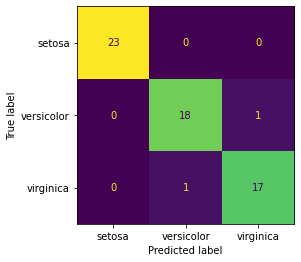 True label
setosa 23 0 0
versicolor 0 18 1
virginica 0 1 17
setosa versicolor virginica
Predicted label